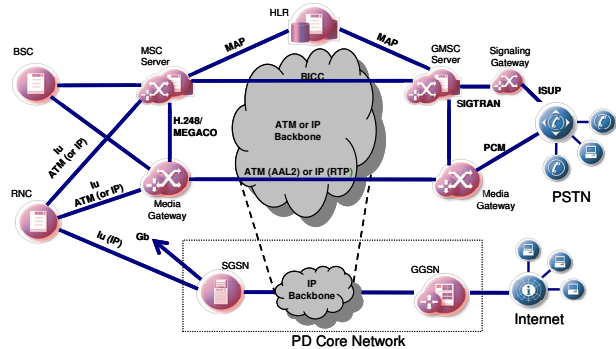 HLR
BSC
MSC
Server
MAP
MAP
GMSC
Server
Signaling
Gateway
BICC
ISUP
SIGTRAN
H.248/
MEGACO
Iu
ATM (or IP)
ATM or IP
Backbone
PCM
PSTN
RNC
Iu
ATM (or IP)
ATM (AAL2) or IP (RTP)
Media
Gateway
Media
Gateway
Iu (IP)
Gb
SGSN
IP
Backbone
GGSN
Internet
PD Core Network